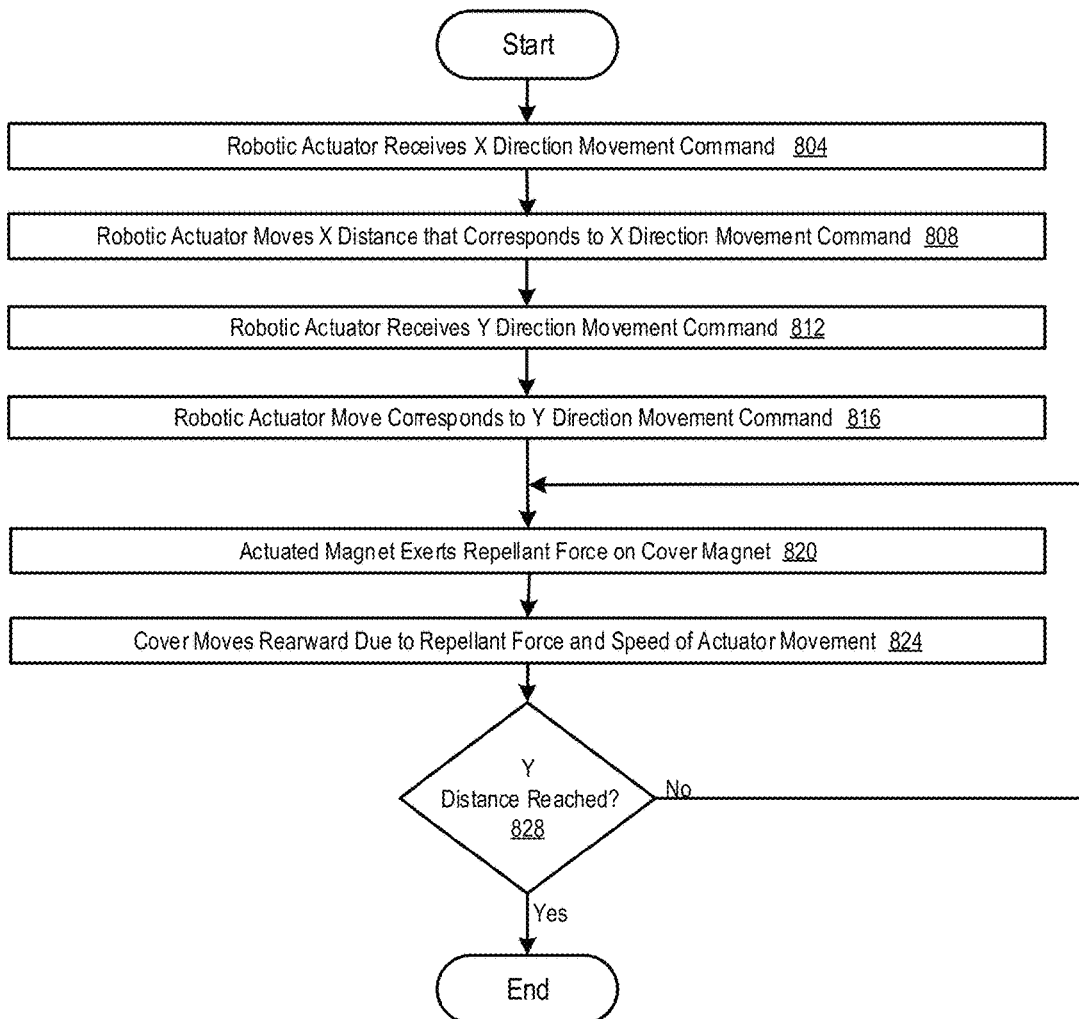 Start
Robotic Actuator Receives X Direction Movement Command 804
Robotic Actuator Moves X Distance that Corresponds to X Direction Movement Command 808
Robotic Actuator Receives Y Direction Movement Command 812
Robotic Actuator Move Corresponds to Y Direction Movement Command 816
Actuated Magnet Exerts Repellant Force on Cover Magnet 820
Cover Moves Rearward Due to Repellant Force and Speed of Actuator Movement 824
Y
Distance Reached?
828
No
Yes
End